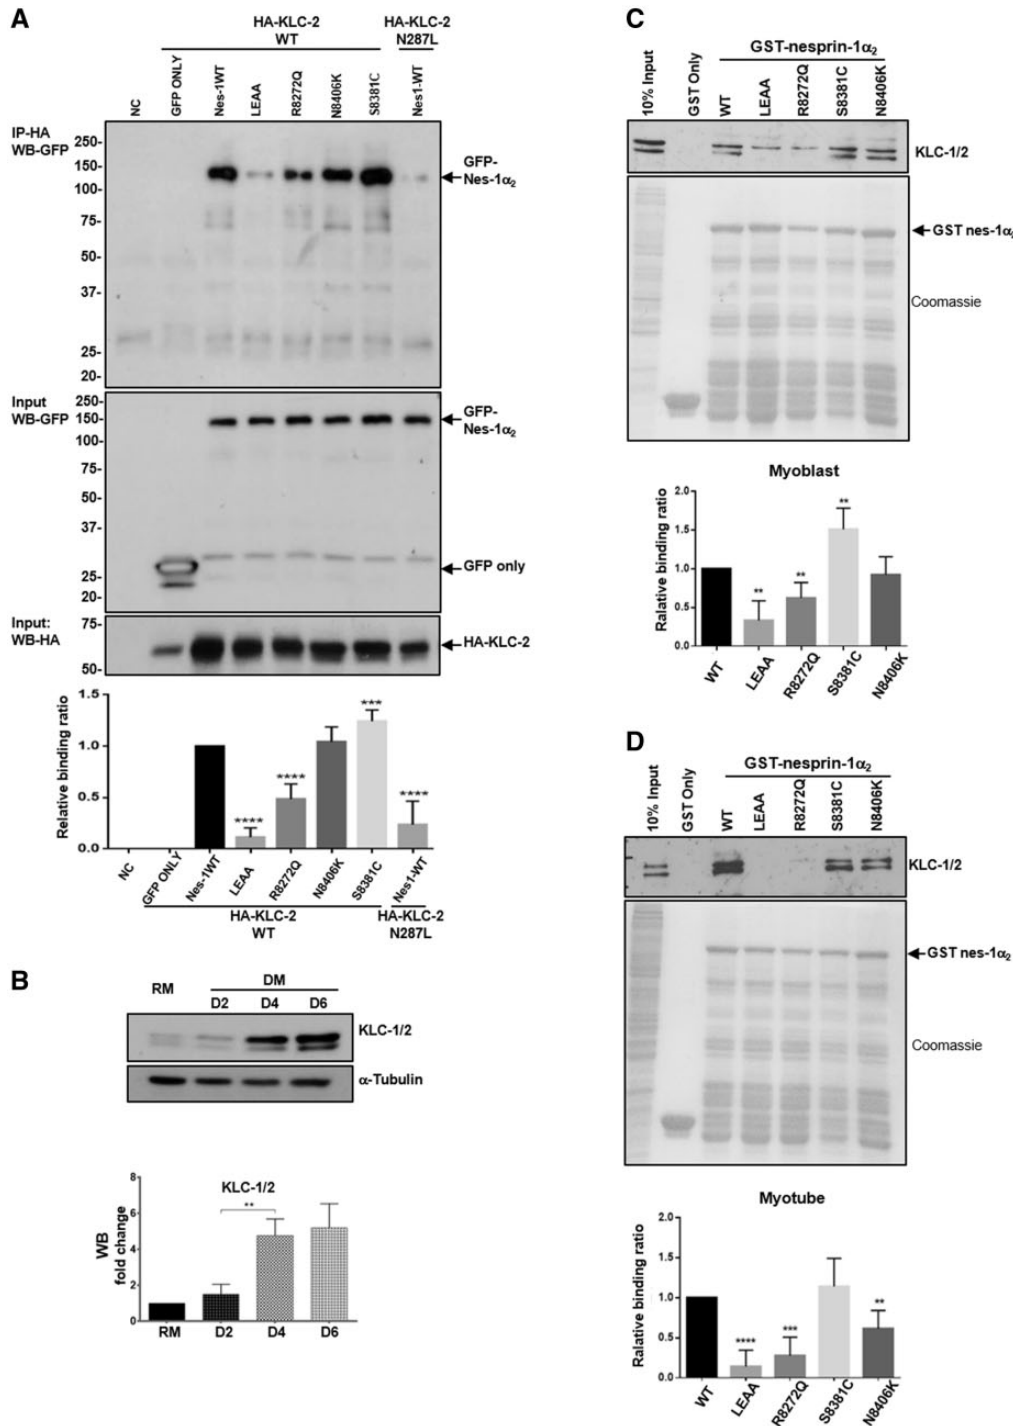 A
HA-KLC-2
WT
HA-KLC-2
N287L
NC
GFP ONLY
Nes-1WT
LEAA
R8272Q
N8406K
S8381C
Nes1-WT
IP-HA
WB-GFP
250-
150-
100-
75-
50-
37-
25-
20-
GFP-
Nes-1α2
Input
WB-GFP
250-
150-
100-
75-
50-
37-
25-
20-
GFP-
Nes-1α2
GFP only
Input:
WB-HA
75-
50-
HA-KLC-2
Relative binding ratio
1.5
1.0
0.5
0.0
****
****
***
****
NC
GFP ONLY
Nes-1WT
LEAA
R8272Q
N8406K
S8381C
Nes1-WT
HA-KLC-2
WT
HA-KLC-2
N287L
B
RM
DM
D2
D4
D6
KLC-1/2
α-Tubulin
KLC-1/2
WB
fold change
8
6
4
2
0
**
RM
D2
D4
D6
C
GST-nesprin-1α2
10% Input
GST Only
WT
LEAA
R8272Q
S8381C
N8406K
KLC-1/2
GST nes-1α
Coomassie
Myoblast
Ralative binding ratio
2.0
1.5
1.0
0.5
0.0
**
**
**
WT
LEAA
R8272Q
S8381C
N8406K
D
GST-nesprin-1α2
10% Input
GST Only
WT
LEAA
R8272Q
S8381C
N8406K
KLC-1/2
GST nes-1α2
Coomassie
Myotube
Ralative binding ratio
2.0
1.5
1.0
0.5
0.0
****
***
**
WT
LEAA
R8272Q
S8381C
N8406K